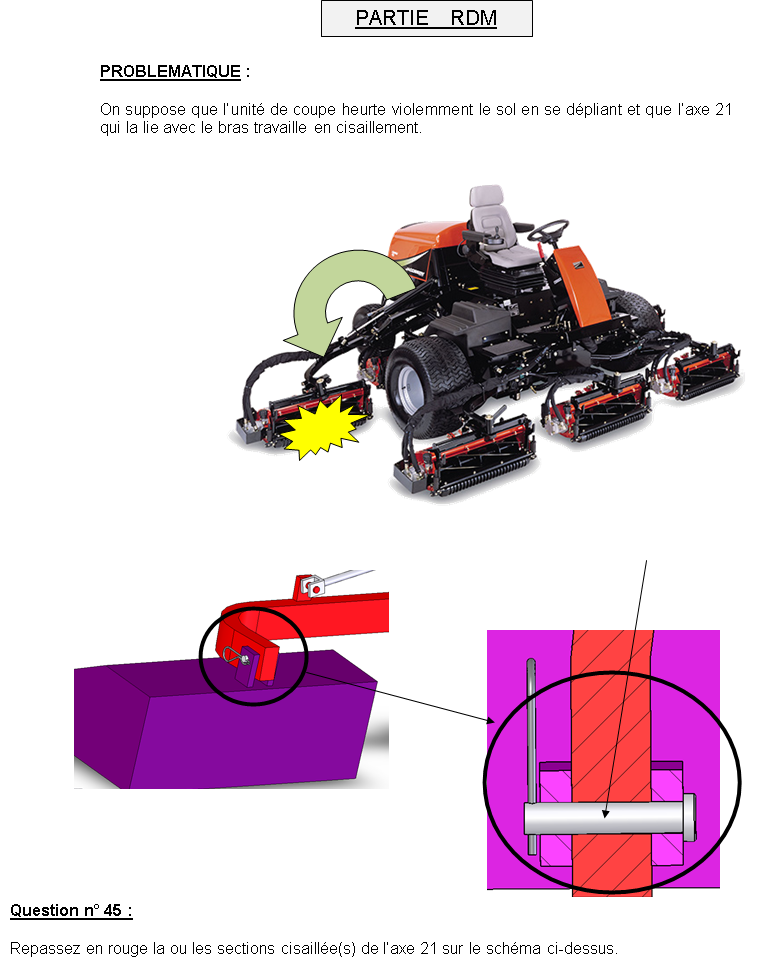 PARTIE RDM
PROBLEMATIQUE :
On suppose que l'unité de coupe heurte violemment le sol en se dépliant et que l'axe 21
qui la lie avec le bras travaille en cisaillement.
Question n° 45 :
Repassez en rouge la ou les sections cisaillée(s) de l'axe 21 sur le schéma ci-dessus.